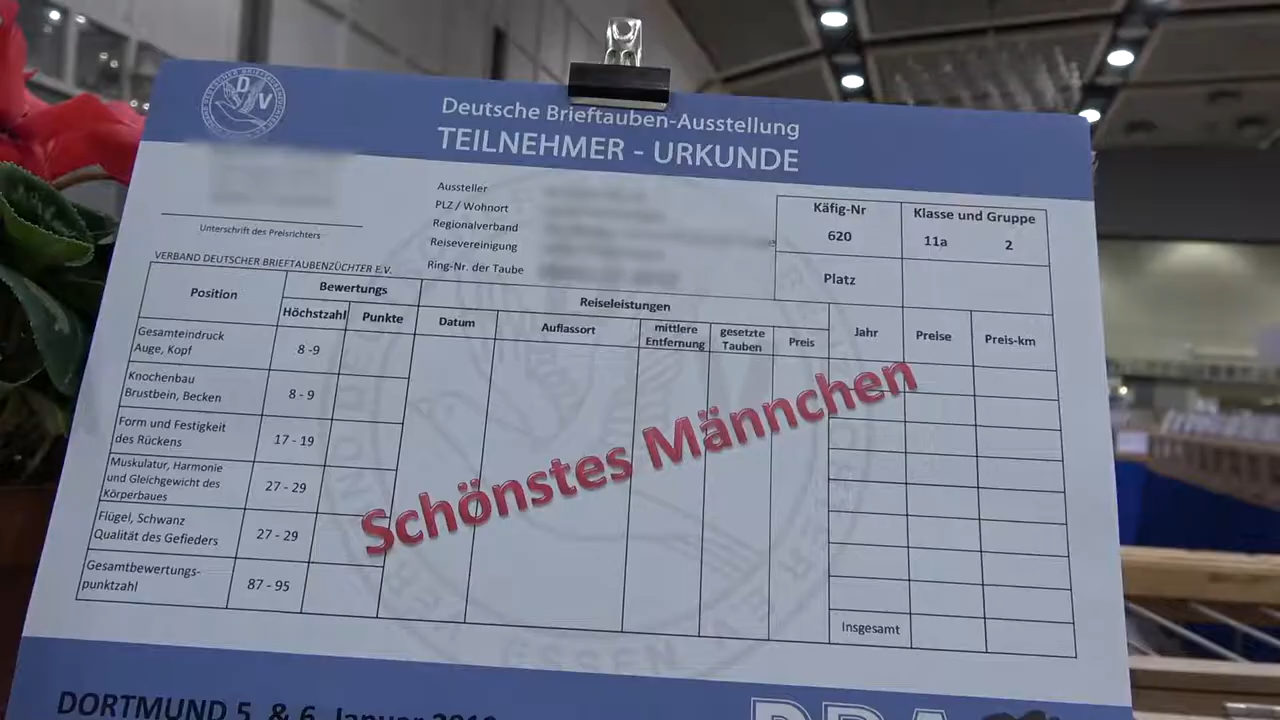 DV
Deutsche Brieftauben-Ausstellung
TEILNEHMER - URKUNDE
Unterschrift des Preisrichters
Aussteller
PLZ / Wohnort
Regionalverband
Reisevereinigung
Ring-Nr. der Taube
Käfig-Nr
620
Klasse und Gruppe
11a 2
Platz
VERBAND DEUTSCHER BRIEFTAUBENZÜCHTER E.V.
Position
Bewertungs
Höchstzahl
Punkte
Reiseleistungen
Datum
Auflassort
mittlere
Entfernung
gesetzte
Tauben
Preis
Jahr
Preise
Preis-km
Gesamteindruck
Auge, Kopf
8 -9
Knochenbau
Brustbein, Becken
8 - 9
Form und Festigkeit
des Rückens
17 - 19
Muskulatur, Harmonie
und Gleichgewicht des
Körperbaues
27 - 29
Flügel, Schwanz
Qualität des Gefieders
27 - 29
Gesamtbewertungs-
punktzahl
87 - 95
Insgesamt
Schönstes Männchen
ESSEN
DORTMUND 5. & 6. Januar